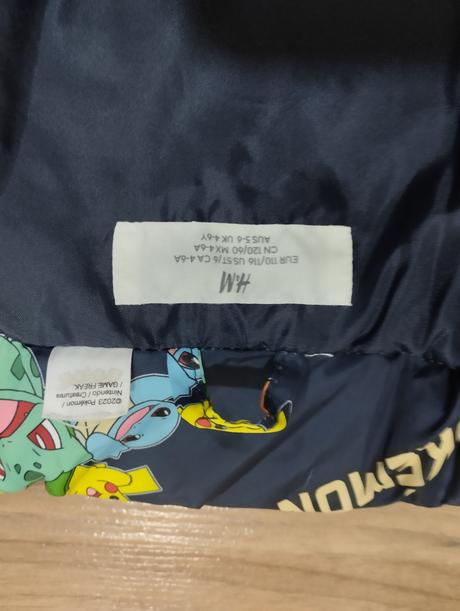 H&M
EUR 110/116 US 5T/6 CA 4-6A
CN 120/60 MX 4-6A
AUS 5-6 UK 4-6Y
©2023 Pokémon/
Nintendo / Creatures
/ GAME FREAK
POKÉMON